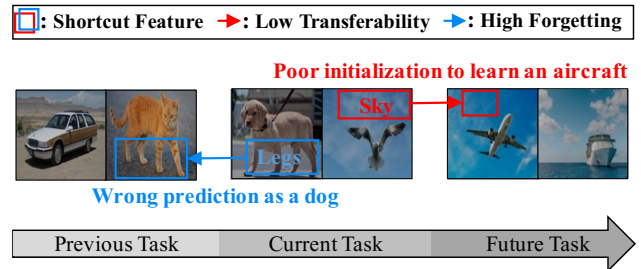 : Shortcut Feature : Low Transferability : High Forgetting
Poor initialization to learn an aircraft
Sky
Legs
Wrong prediction as a dog
Previous Task Current Task Future Task